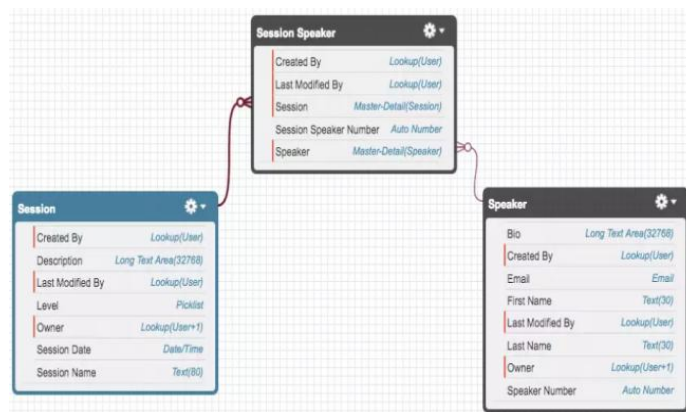 Session Speaker
Created By Lookup(User)
Last Modified By Lookup(User)
Session Master-Detail(Session)
Session Speaker Number Auto Number
Speaker Master-Detail(Speaker)
Session
Created By Lookup(User)
Description Long Text Area(32768)
Last Modified By Lookup(User)
Level Picklist
Owner Lookup(User+1)
Session Date Date/Time
Session Name Text(80)
Speaker
Bio Long Text Area(32768)
Created By Lookup(User)
Email Email
First Name Text(30)
Last Modified By Lookup(User)
Last Name Text(30)
Owner Lookup(User+1)
Speaker Number Auto Number